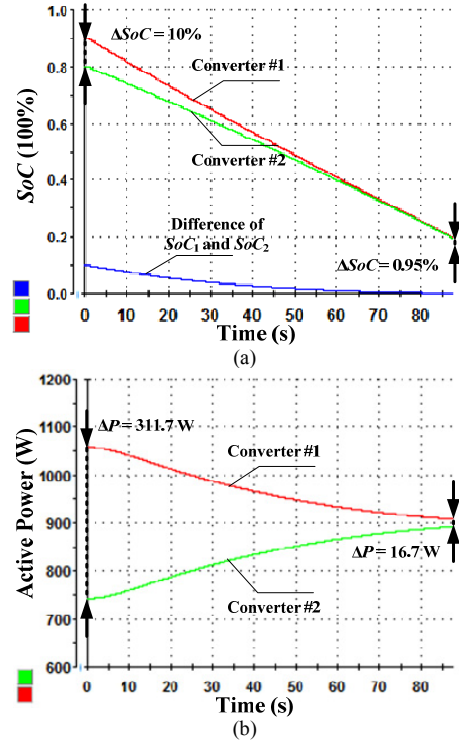 ΔSoC = 10%
1.0
0.8
0.6
0.4
0.2
0.0
SoC (100%)
Converter #1
Converter #2
Difference of
SoC₁ and SoC₂
ΔSoC = 0.95%
0 10 20 30 40 50 60 70 80
Time (s)
(a)
1200
1100
1000
900
800
700
600
Active Power (W)
ΔP = 311.7 W
Converter #1
ΔP = 16.7 W
Converter #2
0 10 20 30 40 50 60 70 80
Time (s)
(b)